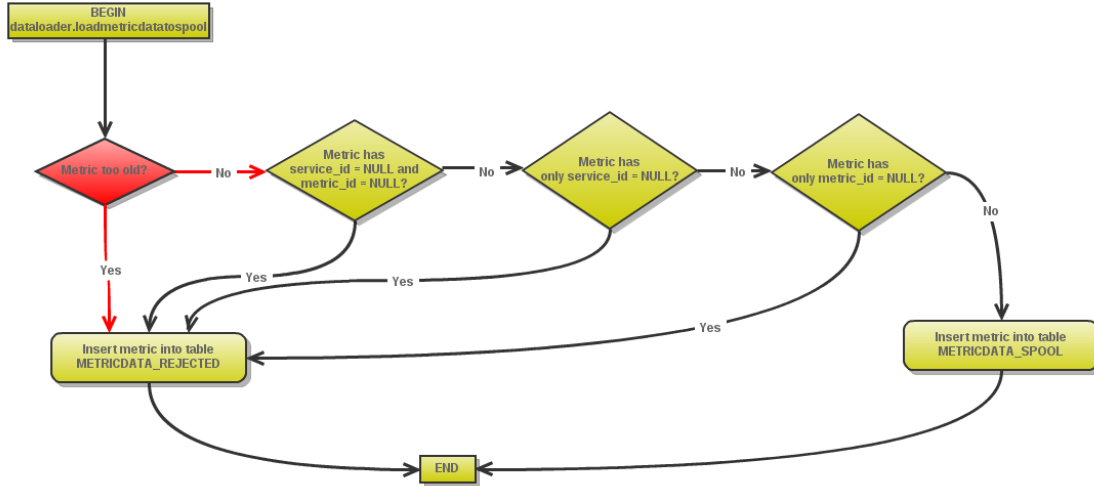 BEGIN
dataloader.loadmetricdatatospool
Metric too old?
No
Metric has
service_id = NULL and
metric_id = NULL?
No
Metric has
only service_id = NULL?
No
Metric has
only metric_id = NULL?
No
Yes
Yes
Yes
Yes
Insert metric into table
METRICDATA_REJECTED
Insert metric into table
METRICDATA_SPOOL
END